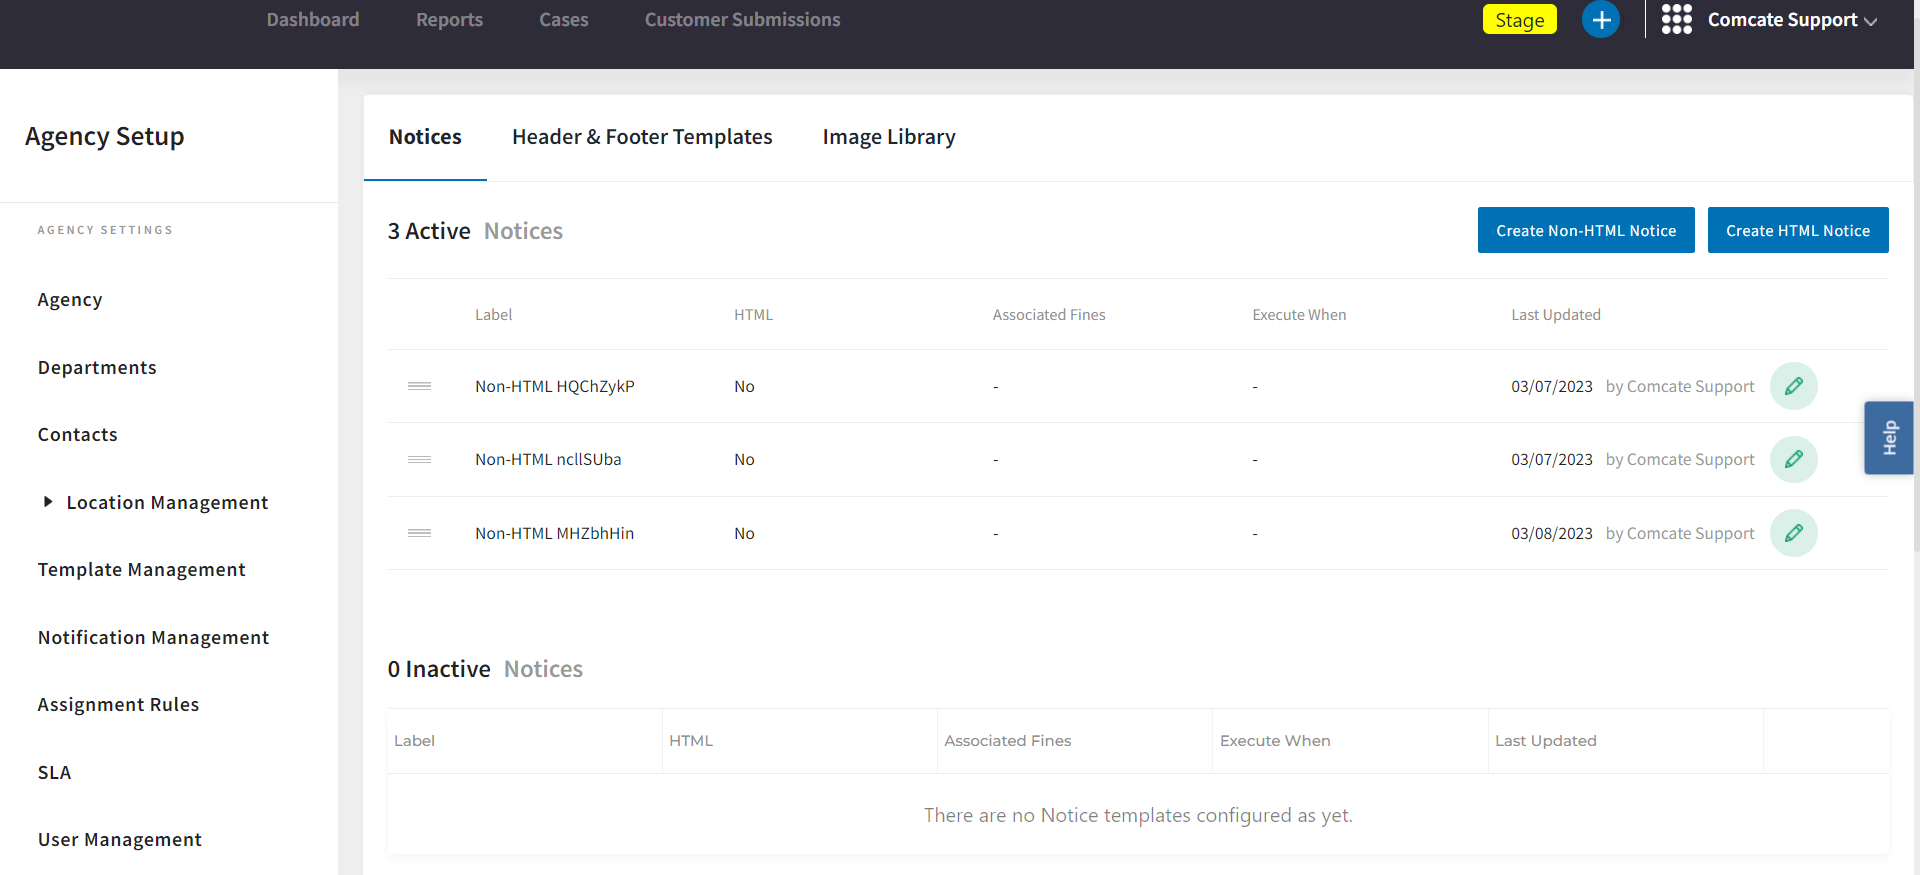 Dashboard Reports Cases Customer Submissions Stage Comcate Support
Agency Setup
AGENCY SETTINGS
Agency
Departments
Contacts
Location Management
Template Management
Notification Management
Assignment Rules
SLA
User Management
Notices Header & Footer Templates Image Library
3 Active Notices Create Non-HTML Notice Create HTML Notice
Label HTML Associated Fines Execute When Last Updated
Non-HTML HQChZykP No - - 03/07/2023 by Comcate Support
Non-HTML ncllSUba No - - 03/07/2023 by Comcate Support
Non-HTML MHZbhHin No - - 03/08/2023 by Comcate Support
Help
0 Inactive Notices
Label HTML Associated Fines Execute When Last Updated
There are no Notice templates configured as yet.